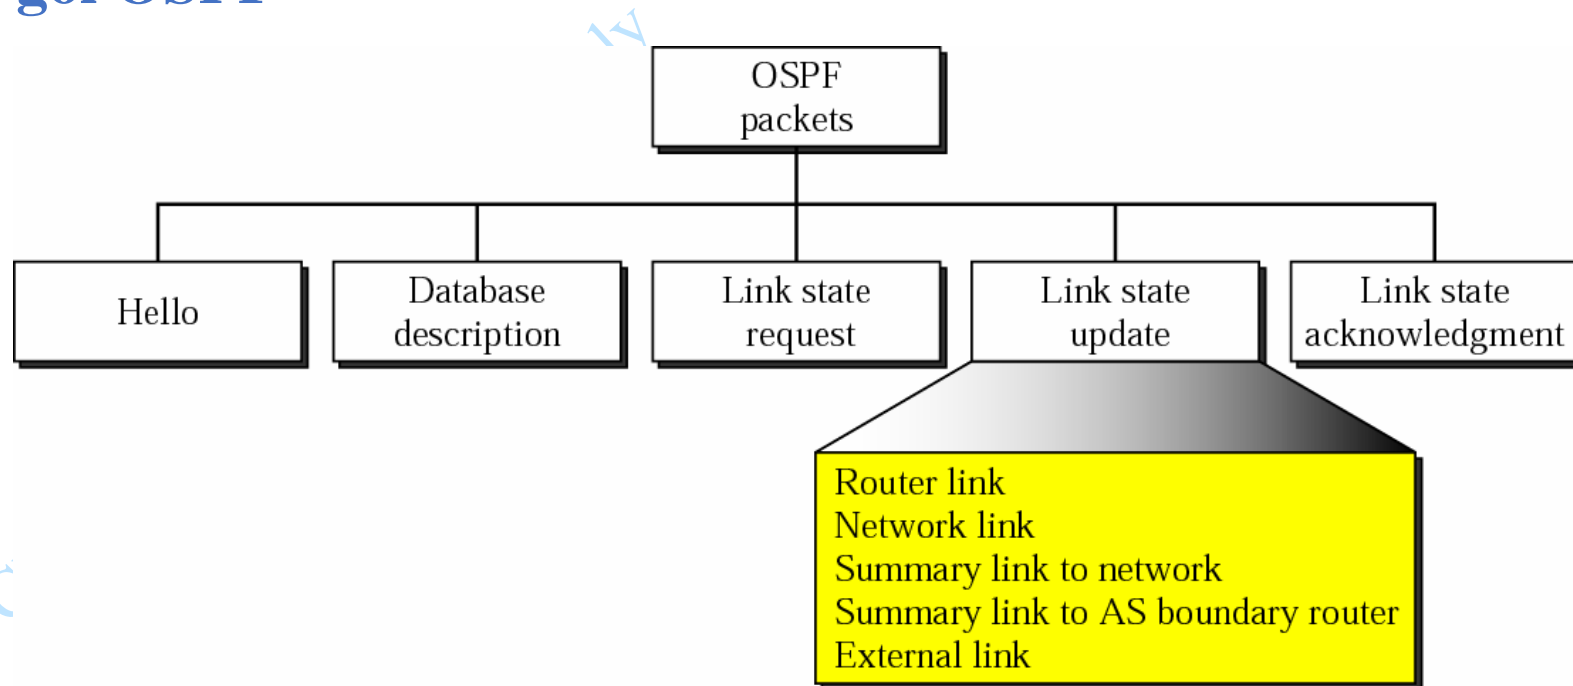 OSPF
packets
Hello
Database
description
Link state
request
Link state
update
Link state
acknowledgment
Router link
Network link
Summary link to network
Summary link to AS boundary router
External link